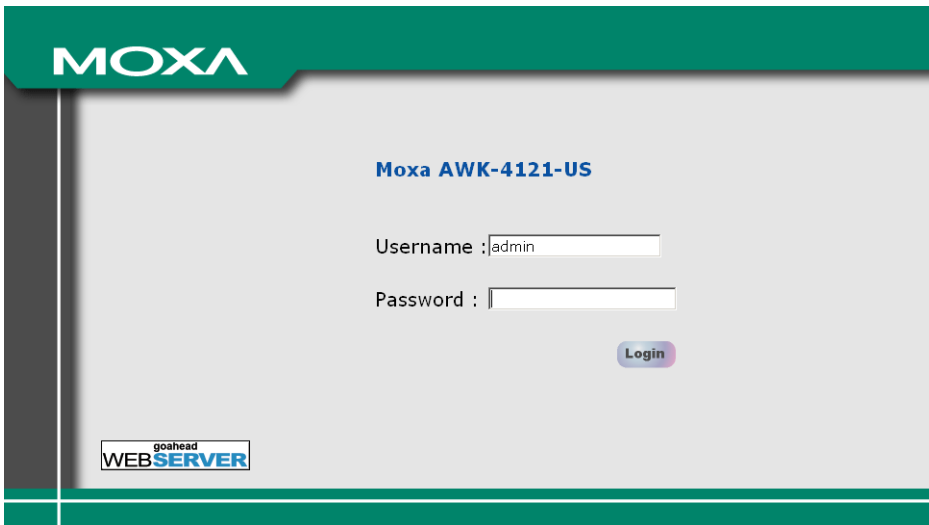 MOXA
Moxa AWK-4121-US
Username : admin
Password :
Login
goahead
WEBSERVER